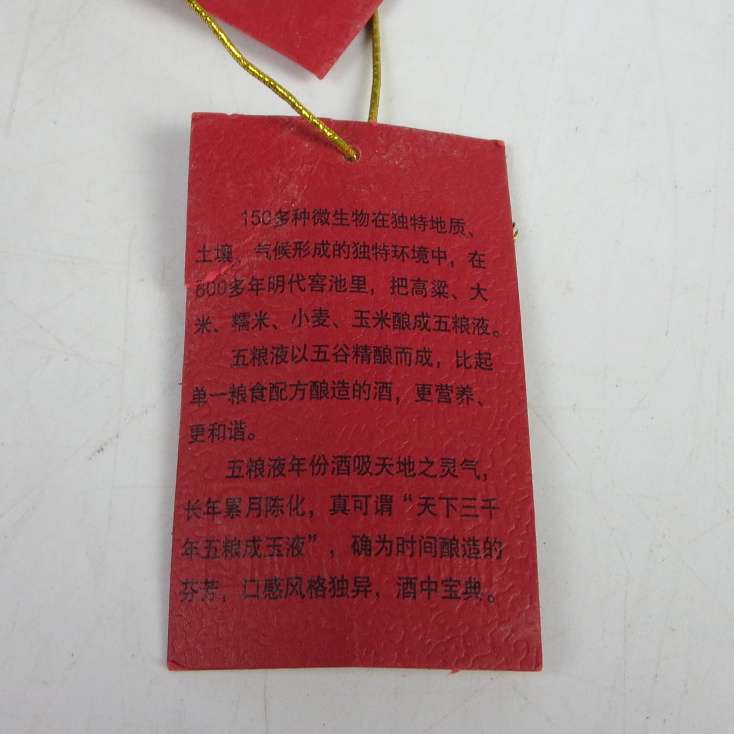 150多种微生物在独特地质、
土壤、气候形成的独特环境中，在
600多年明代窖池里，把高粱、大
米、糯米、小麦、玉米酿成五粮液。
五粮液以五谷精酿而成，比起
单一粮食配方酿造的酒，更营养、
更和谐。
五粮液年份酒吸天地之灵气，
长年累月陈化，真可谓“天下三千
年五粮成玉液”，确为时间酿造的
芬芳，口感风格独异，酒中宝典。